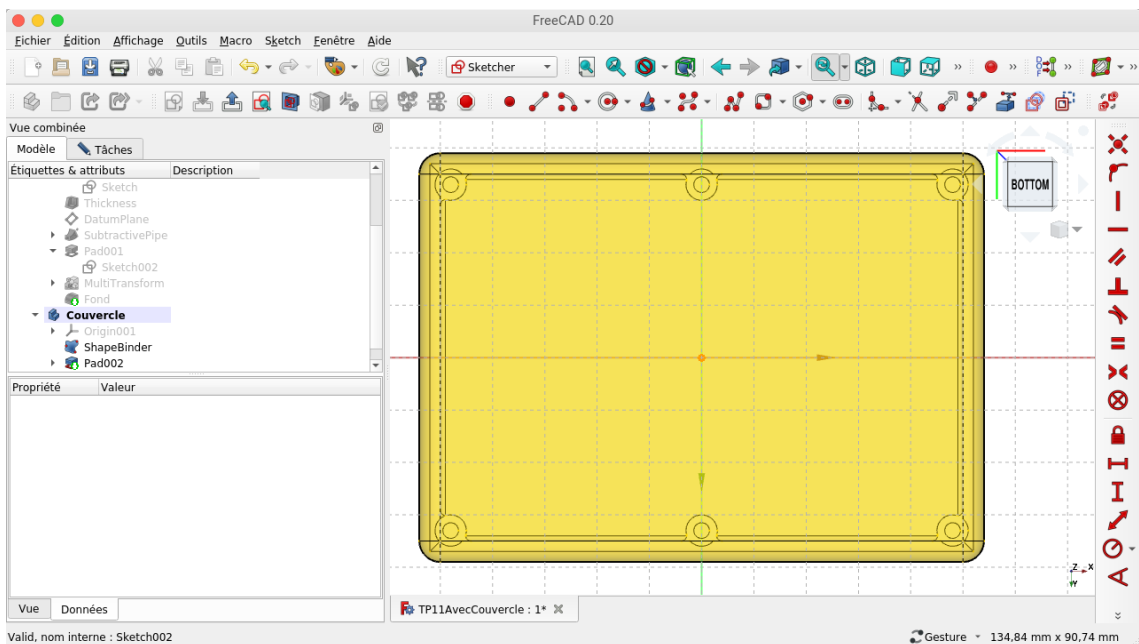 FreeCAD 0.20
Fichier Édition Affichage Outils Macro Sketch Fenêtre Aide
Sketcher
Vue combinée
Modèle Tâches
Étiquettes & attributs Description
Sketch
Thickness
DatumPlane
SubtractivePipe
Pad001
Sketch002
MultiTransform
Fond
Couvercle
Origin001
ShapeBinder
Pad002
Propriété Valeur
BOTTOM
Z X
Y
Vue Données
TP11AvecCouvercle : 1*
Valid, nom interne : Sketch002
Gesture 134,84 mm x 90,74 mm